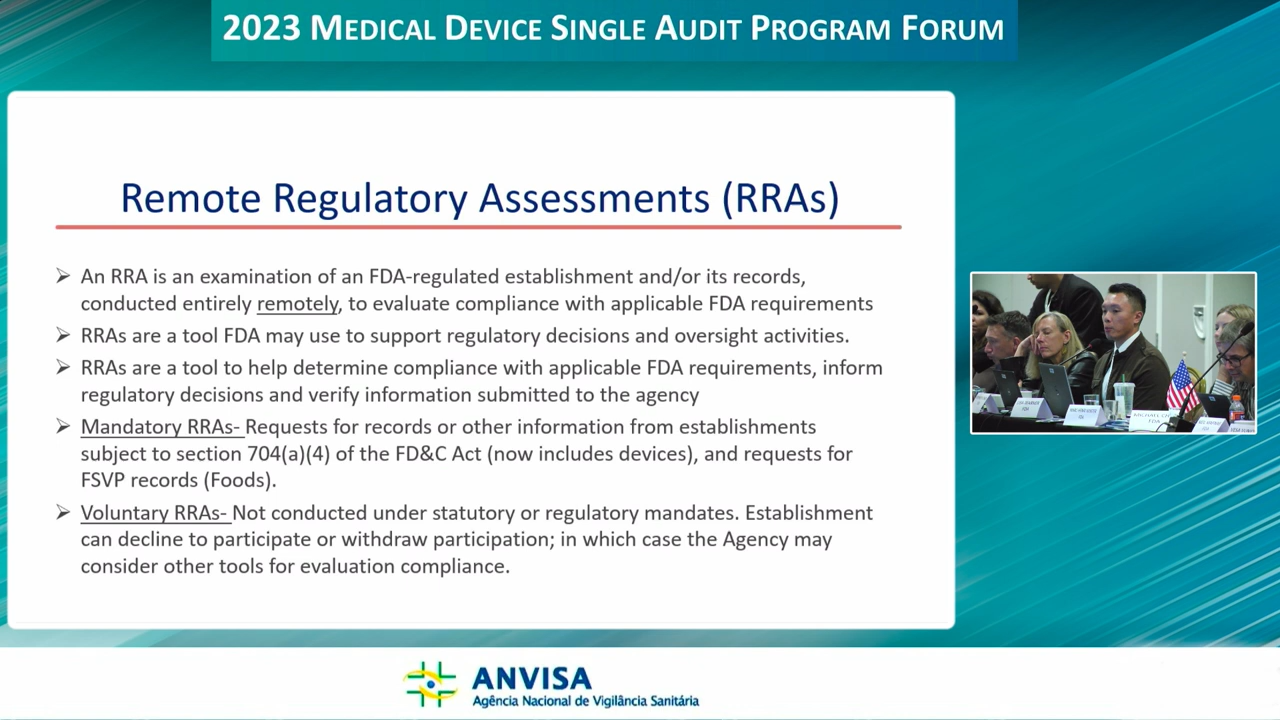 2023 MEDICAL DEVICE SINGLE AUDIT PROGRAM FORUM
Remote Regulatory Assessments (RRAs)
➢ An RRA is an examination of an FDA-regulated establishment and/or its records,
conducted entirely remotely, to evaluate compliance with applicable FDA requirements
➢ RRAs are a tool FDA may use to support regulatory decisions and oversight activities.
➢ RRAs are a tool to help determine compliance with applicable FDA requirements, inform
regulatory decisions and verify information submitted to the agency
➢ Mandatory RRAs- Requests for records or other information from establishments
subject to section 704(a)(4) of the FD&C Act (now includes devices), and requests for
FSVP records (Foods).
➢ Voluntary RRAs- Not conducted under statutory or regulatory mandates. Establishment
can decline to participate or withdraw participation; in which case the Agency may
consider other tools for evaluation compliance.
ANVISA
Agência Nacional de Vigilância Sanitária